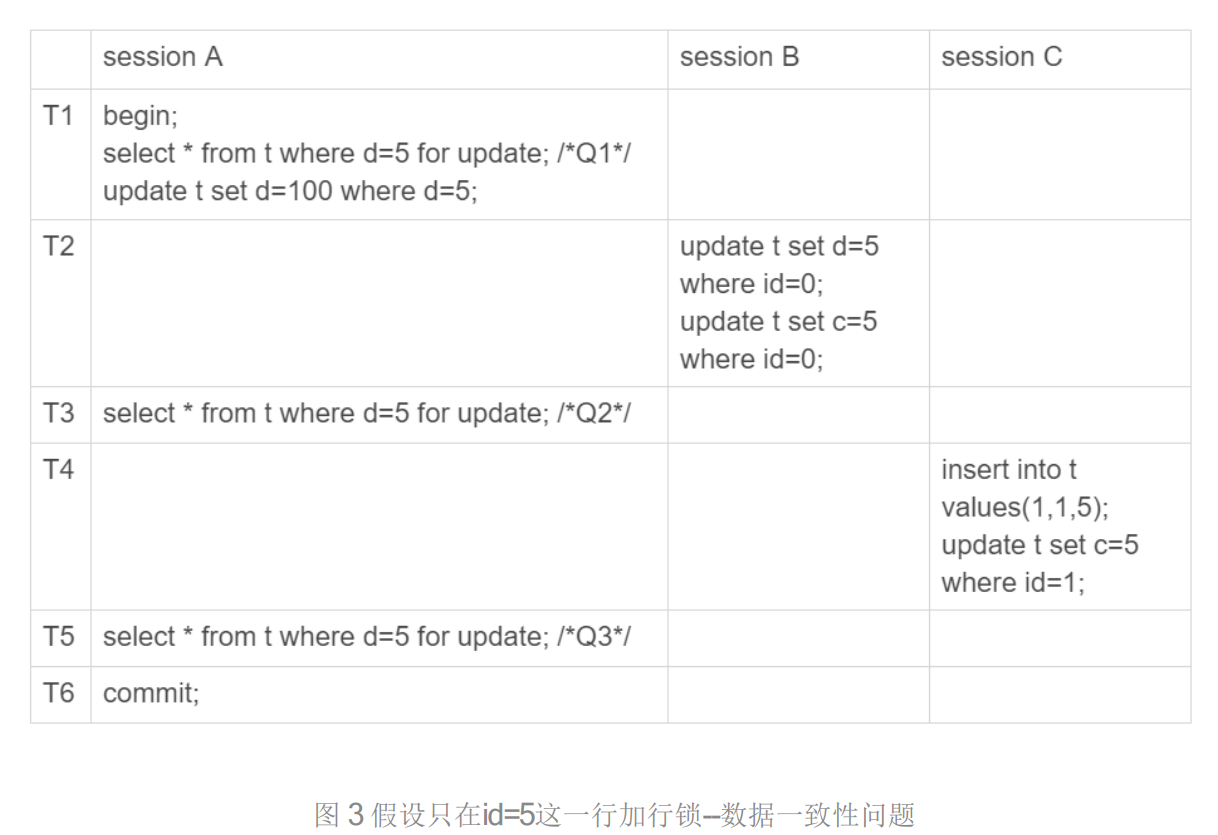 session A
session B
session C
T1
begin;
select * from t where d=5 for update; /*Q1*/
update t set d=100 where d=5;
T2
update t set d=5
where id=0;
update t set c=5
where id=0;
T3
select * from t where d=5 for update; /*Q2*/
T4
insert into t
values(1,1,5);
update t set c=5
where id=1;
T5
select * from t where d=5 for update; /*Q3*/
T6
commit;
图 3 假设只在id=5这一行加行锁--数据一致性问题